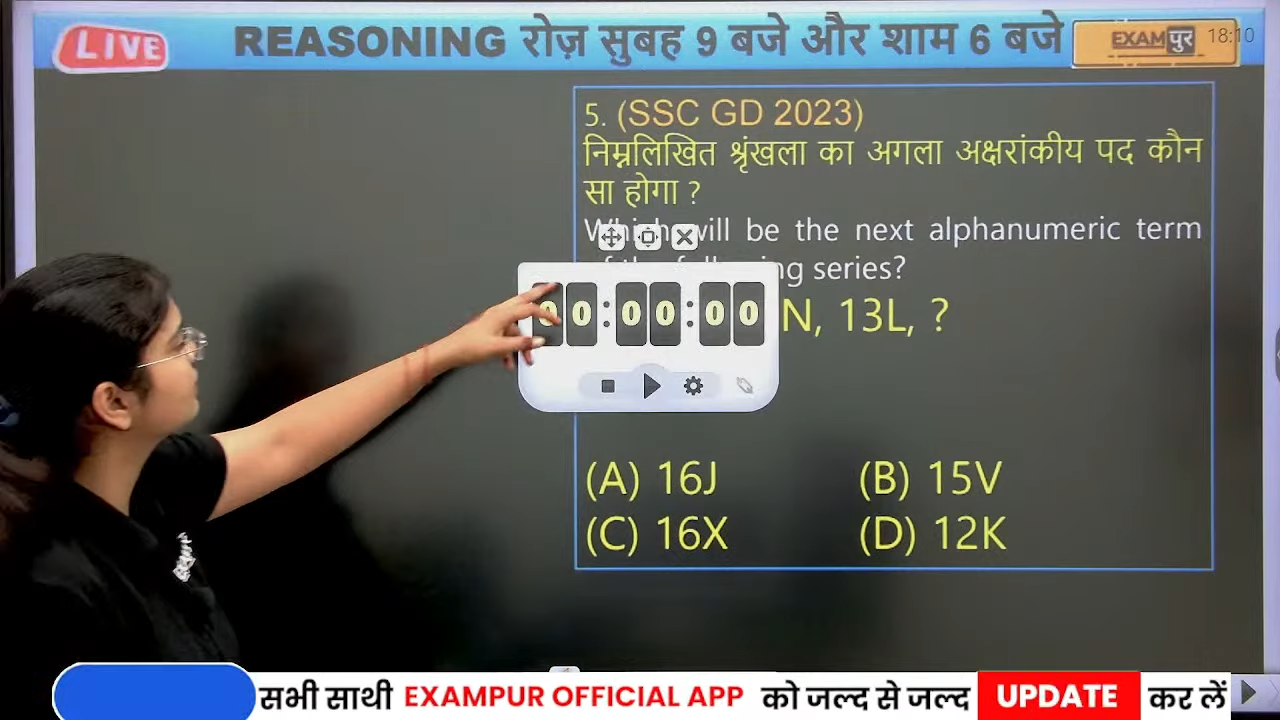 LIVE
REASONING रोज़ सुबह 9 बजे और शाम 6 बजे
EXAMपुर 18:10
5. (SSC GD 2023)
निम्नलिखित श्रृंखला का अगला अक्षरांकीय पद कौन
सा होगा ?
Which will be the next alphanumeric term
series?
00:00:00
N, 13L, ?
(A) 16J (B) 15V
(C) 16X (D) 12K
सभी साथी EXAMPUR OFFICIAL APP को जल्द से जल्द UPDATE कर लें